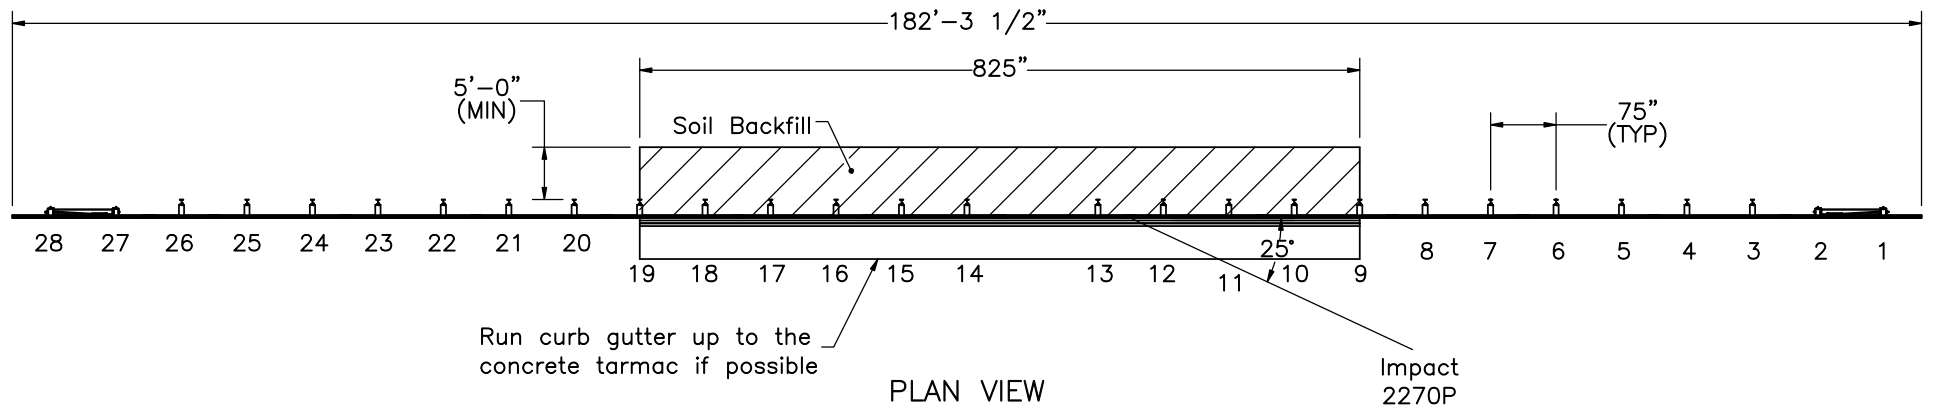 182'-3 1/2"
825"
5'-0"
(MIN)
75"
(TYP)
Soil Backfill
28 27 26 25 24 23 22 21 20 19 18 17 16 15 14 13 12 11 10 9 8 7 6 5 4 3 2 1
25°
Run curb gutter up to the
concrete tarmac if possible
Impact
2270P
PLAN VIEW